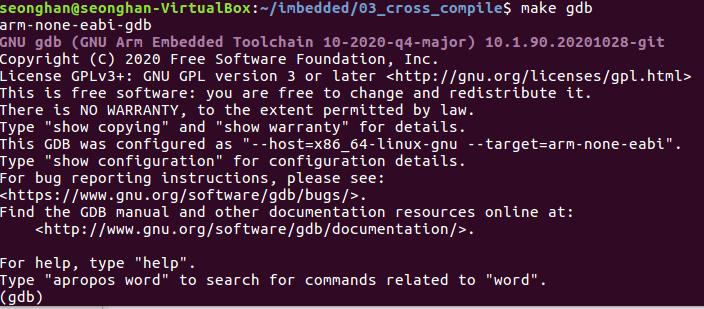 seonghan@seonghan-VirtualBox:~/imbedded/03_cross_compile$ make gdb
arm-none-eabi-gdb
GNU gdb (GNU Arm Embedded Toolchain 10-2020-q4-major) 10.1.90.20201028-git
Copyright (C) 2020 Free Software Foundation, Inc.
License GPLv3+: GNU GPL version 3 or later <http://gnu.org/licenses/gpl.html>
This is free software: you are free to change and redistribute it.
There is NO WARRANTY, to the extent permitted by law.
Type "show copying" and "show warranty" for details.
This GDB was configured as "--host=x86_64-linux-gnu --target=arm-none-eabi".
Type "show configuration" for configuration details.
For bug reporting instructions, please see:
<https://www.gnu.org/software/gdb/bugs/>.
Find the GDB manual and other documentation resources online at:
    <http://www.gnu.org/software/gdb/documentation/>.

For help, type "help".
Type "apropos word" to search for commands related to "word".
(gdb)